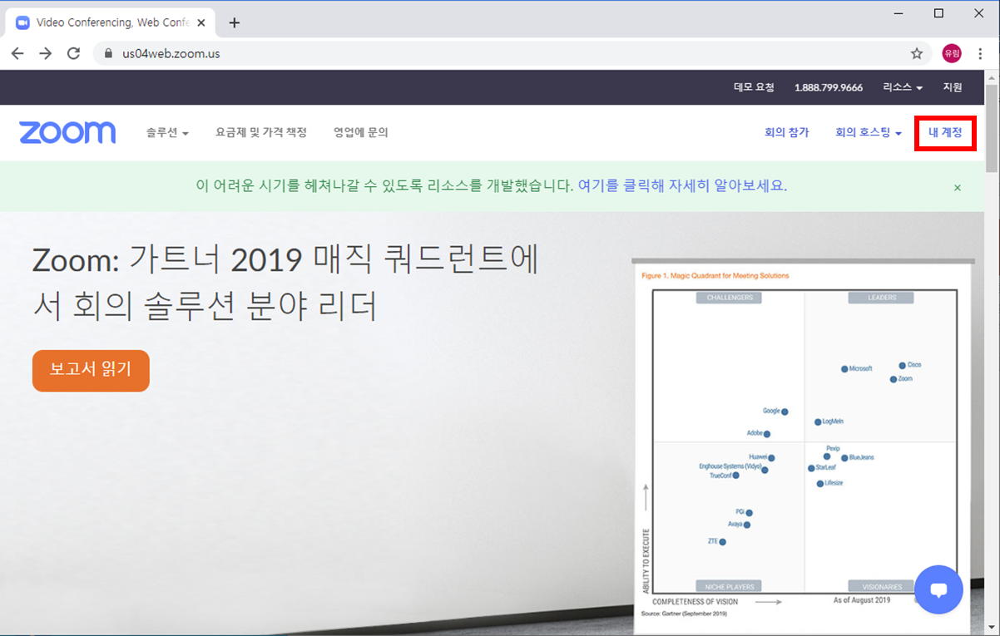 Video Conferencing, Web Confe
us04web.zoom.us
유림
데모 요청 1.888.799.9666 리소스 지원
zoom 솔루션 요금제 및 가격 책정 영업에 문의 회의 참가 회의 호스팅 내 계정
이 어려운 시기를 헤쳐나갈 수 있도록 리소스를 개발했습니다. 여기를 클릭해 자세히 알아보세요. ×
Zoom: 가트너 2019 매직 쿼드런트에
서 회의 솔루션 분야 리더
보고서 읽기
Figure 1. Magic Quadrant for Meeting Solutions
CHALLENGERS LEADERS
Cisco
Microsoft
Zoom
Google
LogMeIn
Adobe
Pexip
Huawei BlueJeans
Enghouse Systems (Vidyo) StarLeaf
TrueConf
Lifesize
PGi
Avaya
ZTE
ABILITY TO EXECUTE
NICHE PLAYERS VISIONARIES
COMPLETENESS OF VISION As of August 2019
Source: Gartner (September 2019)